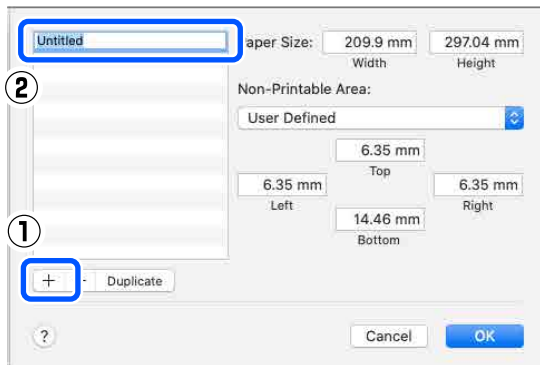 Untitled
aper Size:
209.9 mm
297.04 mm
Width
Height
②
Non-Printable Area:
User Defined
6.35 mm
Top
6.35 mm
6.35 mm
Left
Right
14.46 mm
Bottom
①
+ - Duplicate
?
Cancel
OK